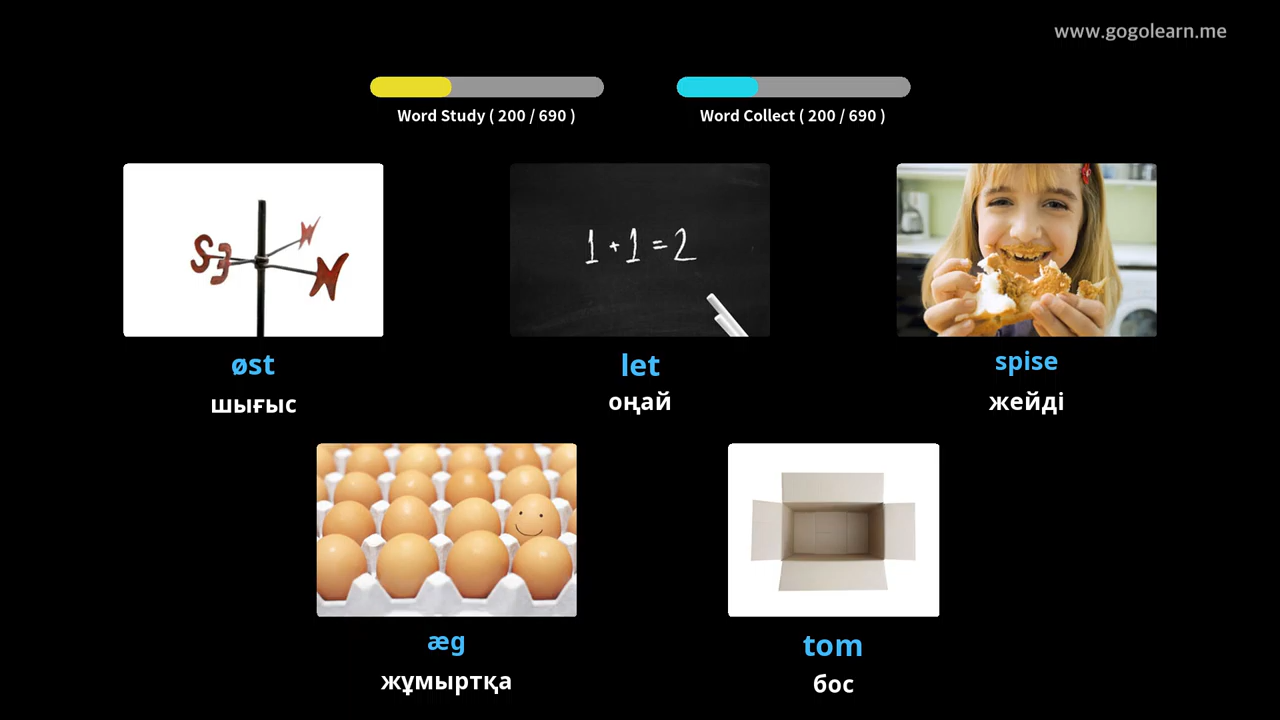 www.gogolearn.me
Word Study ( 200 / 690 )
Word Collect ( 200 / 690 )
S E N W
1 + 1 = 2
øst
let
spise
шығыс
оңай
жейді
æg
tom
жұмыртқа
бос